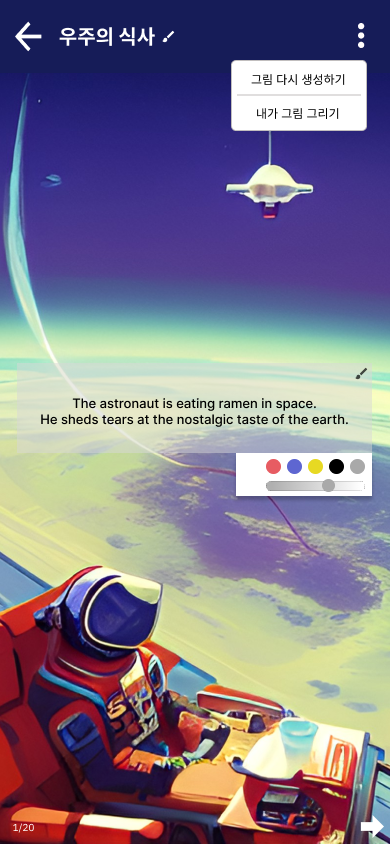 우주의 식사
그림 다시 생성하기
내가 그림 그리기
The astronaut is eating ramen in space.
He sheds tears at the nostalgic taste of the earth.
1/20